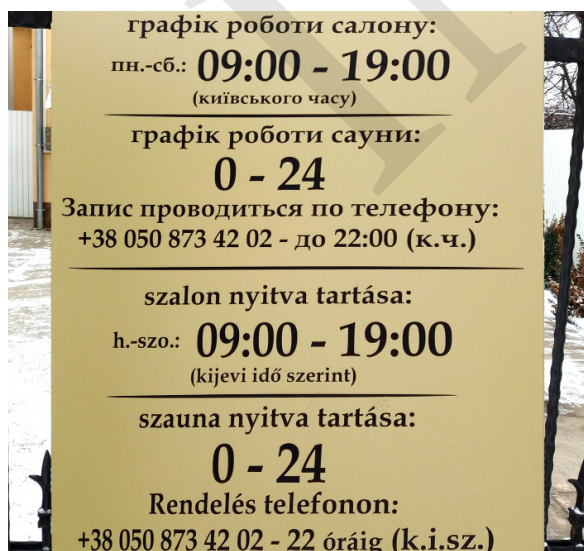 графік роботи салону:
пн.-сб.: 09:00 - 19:00
(київського часу)
графік роботи сауни:
0 - 24
Запис проводиться по телефону:
+38 050 873 42 02 - до 22:00 (к.ч.)
szalon nyitva tartása:
h.-szo.: 09:00 - 19:00
(kijevi idő szerint)
szauna nyitva tartása:
0 - 24
Rendelés telefonon:
+38 050 873 42 02 - 22 óráig (k.i.sz.)